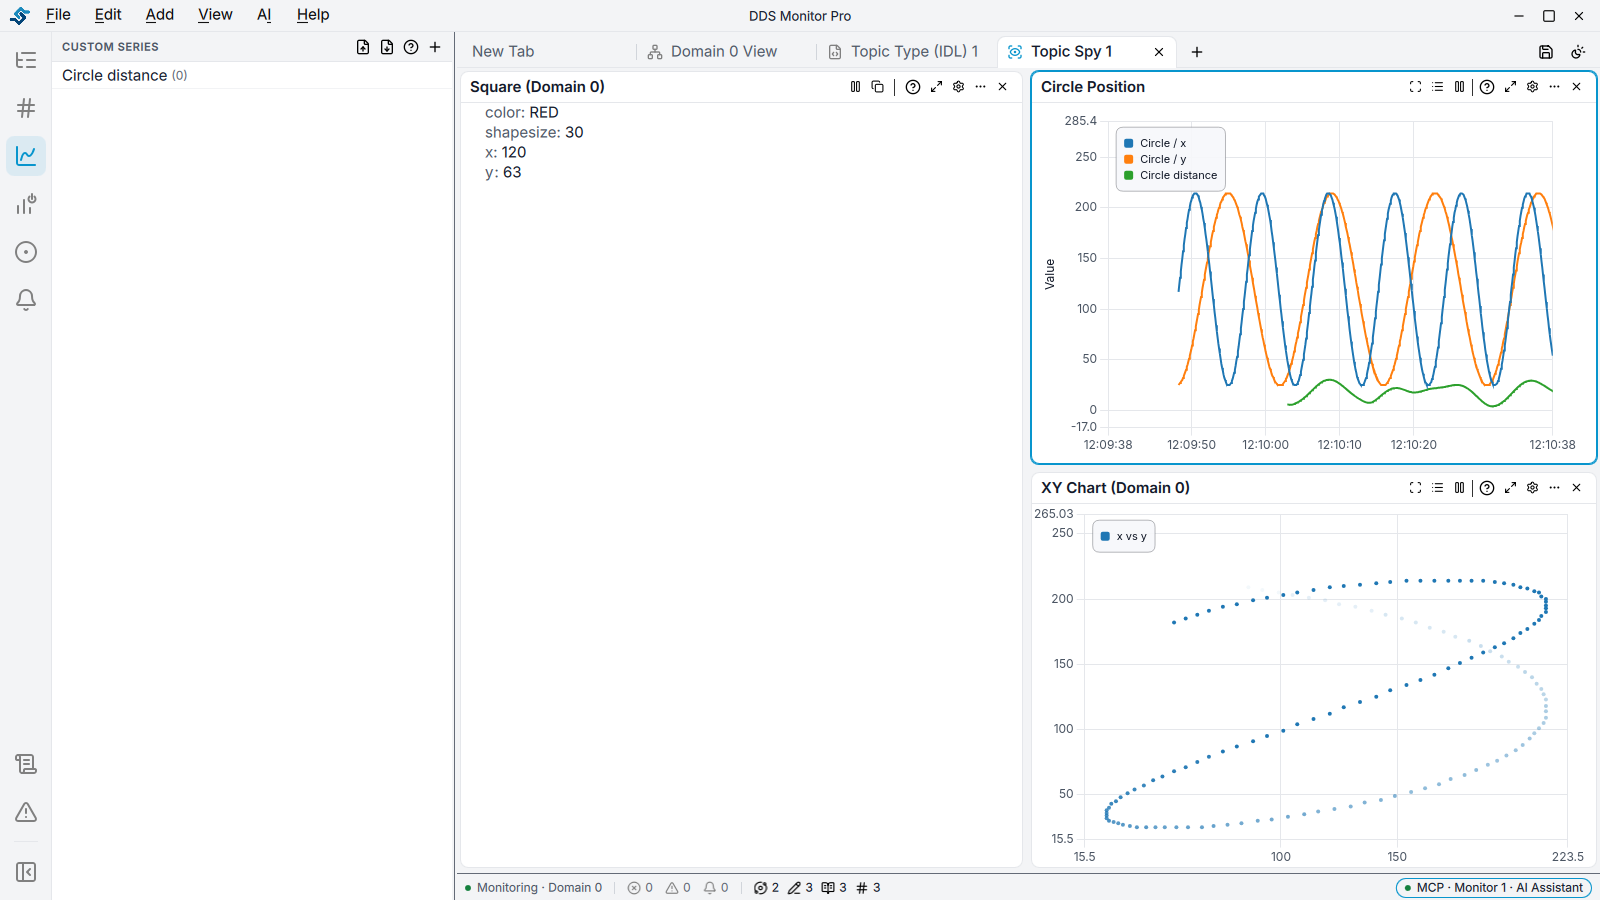 File Edit Add View AI Help
DDS Monitor Pro
CUSTOM SERIES
Circle distance (0)
New Tab
Domain 0 View
Topic Type (IDL) 1
Topic Spy 1
Square (Domain 0)
color: RED
shapesize: 30
x: 120
y: 63
Circle Position
285.4
250
200
150
100
50
0
-17.0
Value
Circle / x
Circle / y
Circle distance
12:09:38 12:09:50 12:10:00 12:10:10 12:10:20 12:10:38
XY Chart (Domain 0)
265.03
250
200
150
100
50
15.5
x vs y
15.5 100 150 223.5
Monitoring · Domain 0
0 0 0
2 3 3 3
MCP · Monitor 1 · AI Assistant